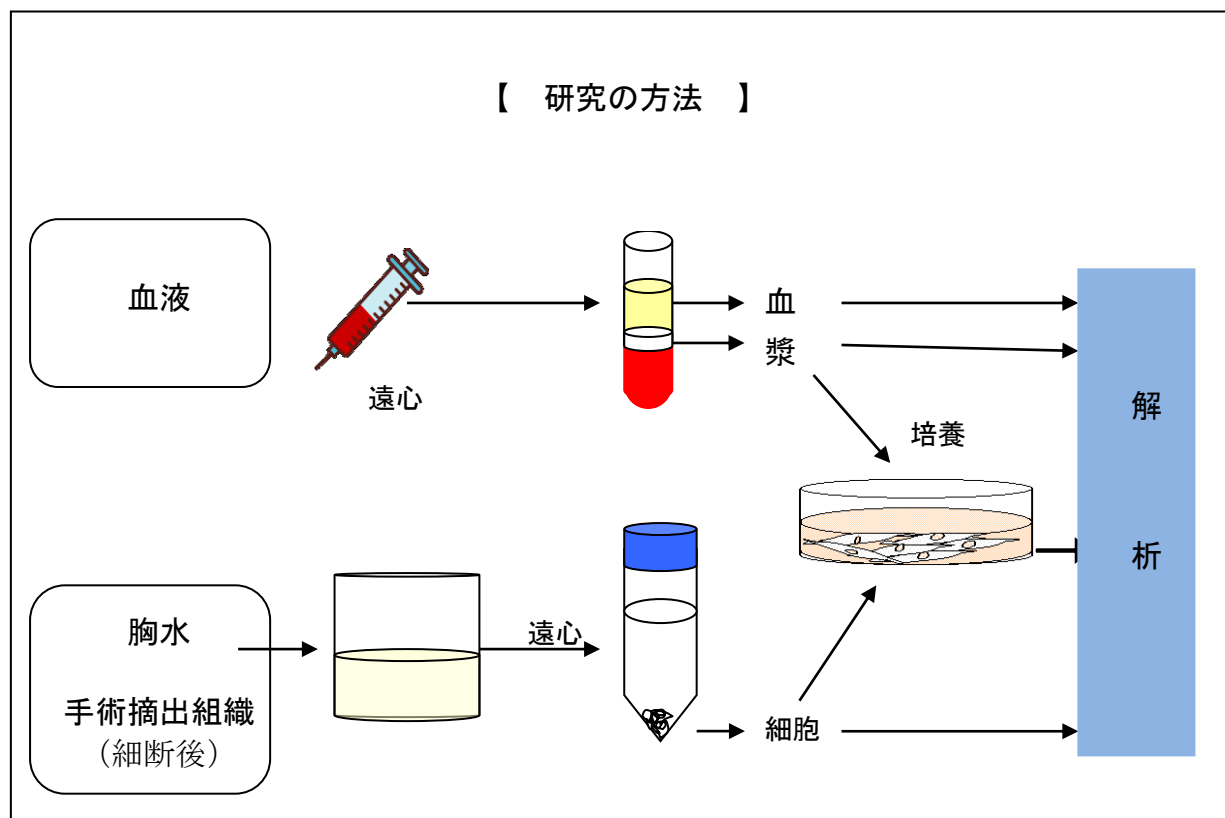 【　研究の方法　】
血液
遠心
血
漿
培養
解
析
胸水
手術摘出組織
（細断後）
遠心
細胞